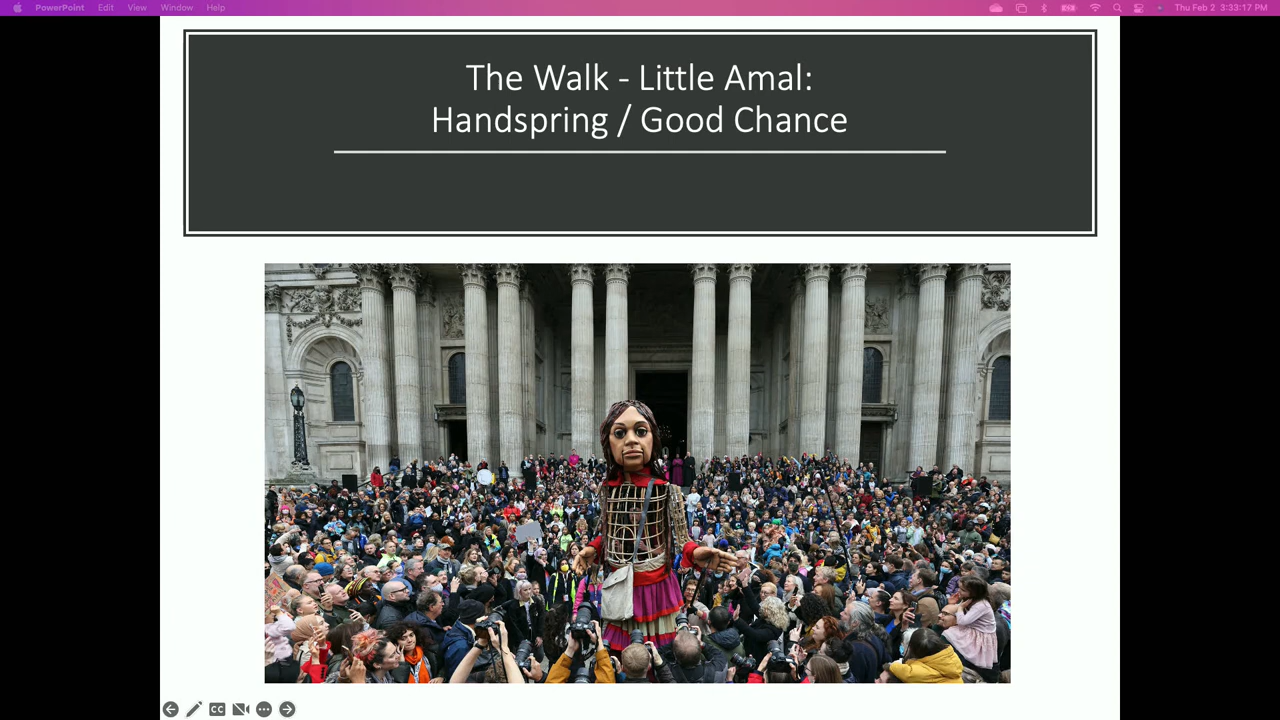 PowerPoint Edit View Window Help
Thu Feb 2 3:33:17 PM
The Walk - Little Amal:
Handspring / Good Chance
CC